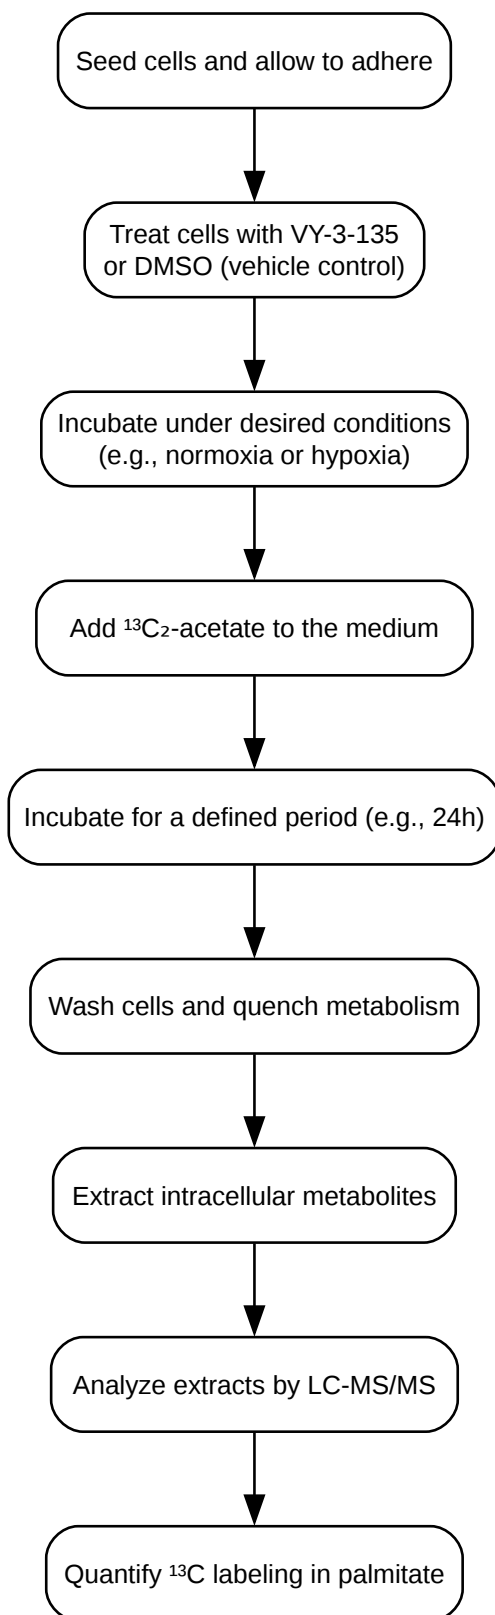 Seed cells and allow to adhere
Treat cells with VY-3-135
or DMSO (vehicle control)
Incubate under desired conditions
(e.g., normoxia or hypoxia)
Add ¹³C₂-acetate to the medium
Incubate for a defined period (e.g., 24h)
Wash cells and quench metabolism
Extract intracellular metabolites
Analyze extracts by LC-MS/MS
Quantify ¹³C labeling in palmitate